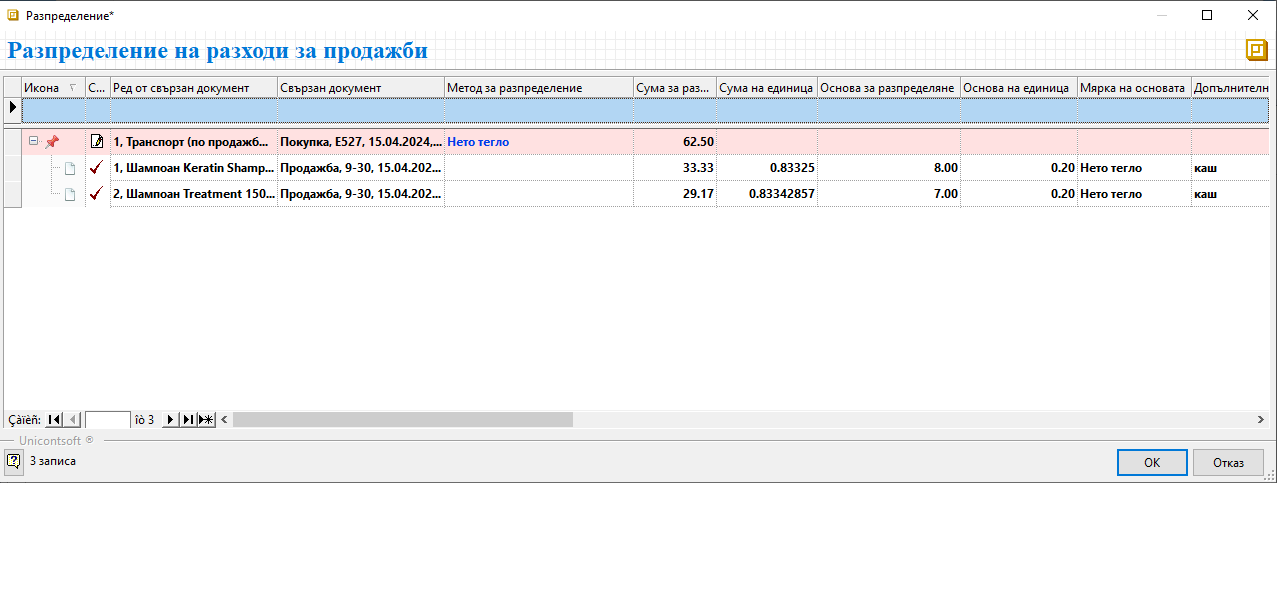 Разпределение*
Разпределение на разходи за продажби
Икона С... Ред от свързан документ Свързан документ Метод за разпределение Сума за раз... Сума на единица Основа за разпределяне Основа на единица Мярка на основата Допълнителн
1, Транспорт (по продажб... Покупка, E527, 15.04.2024,... Нето тегло 62.50
1, Шампоан Keratin Shamp... Продажба, 9-30, 15.04.202... 33.33 0.83325 8.00 0.20 Нето тегло каш
2, Шампоан Treatment 150... Продажба, 9-30, 15.04.202... 29.17 0.83342857 7.00 0.20 Нето тегло каш
Çàïèñ: îò 3
Unicontsoft ®
3 записа
OK Отказ